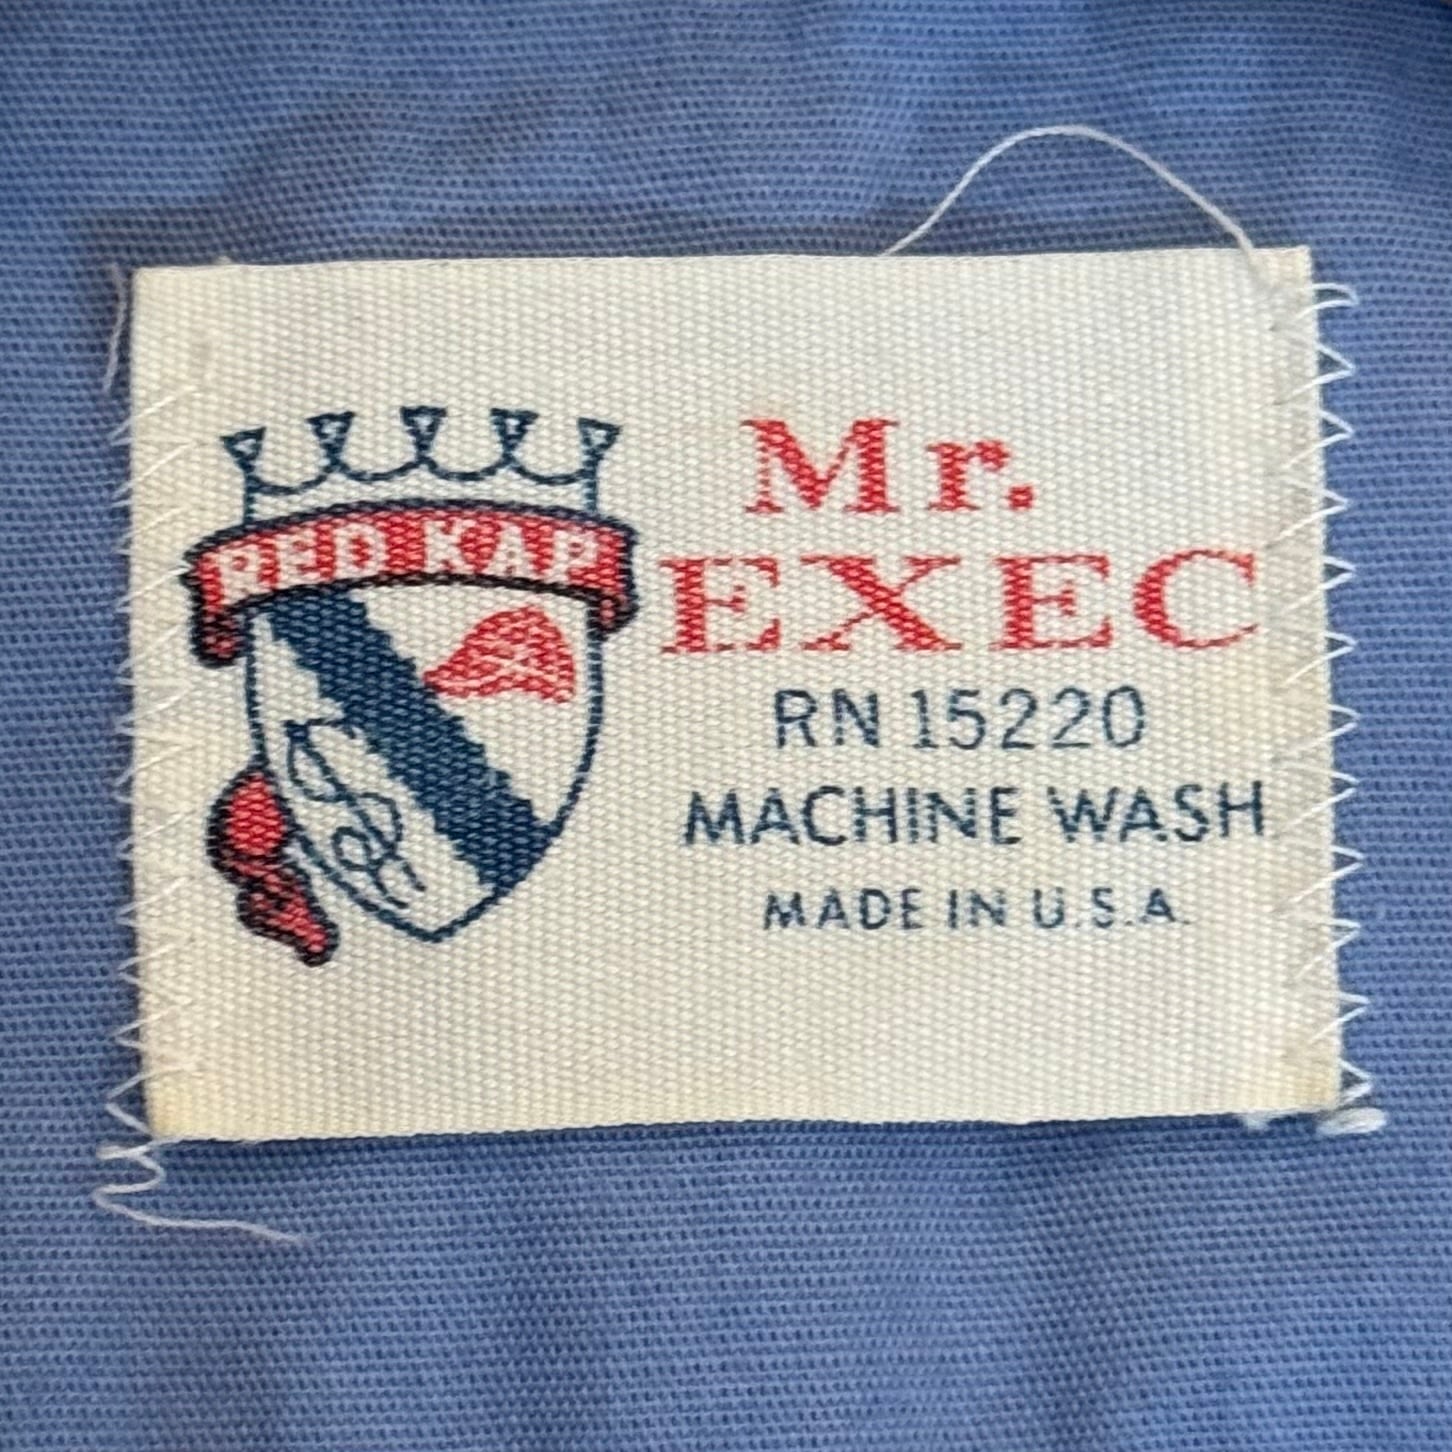 RED KAP
Mr.
EXEC
RN 15220
MACHINE WASH
MADE IN U.S.A.